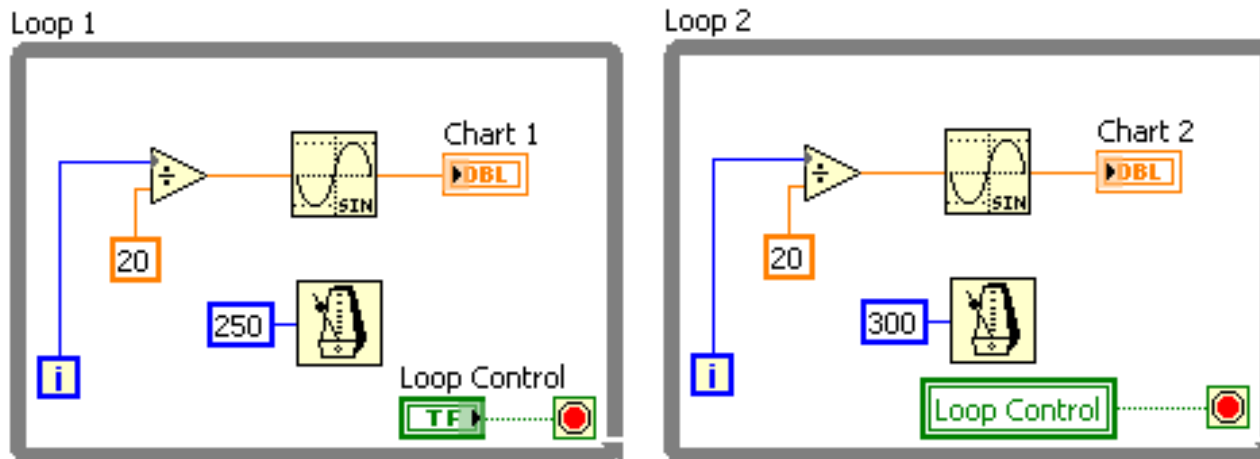 Loop 1
Chart 1
DBL
SIN
20
250
i
Loop Control
TF
Loop 2
Chart 2
DBL
SIN
20
300
i
Loop Control